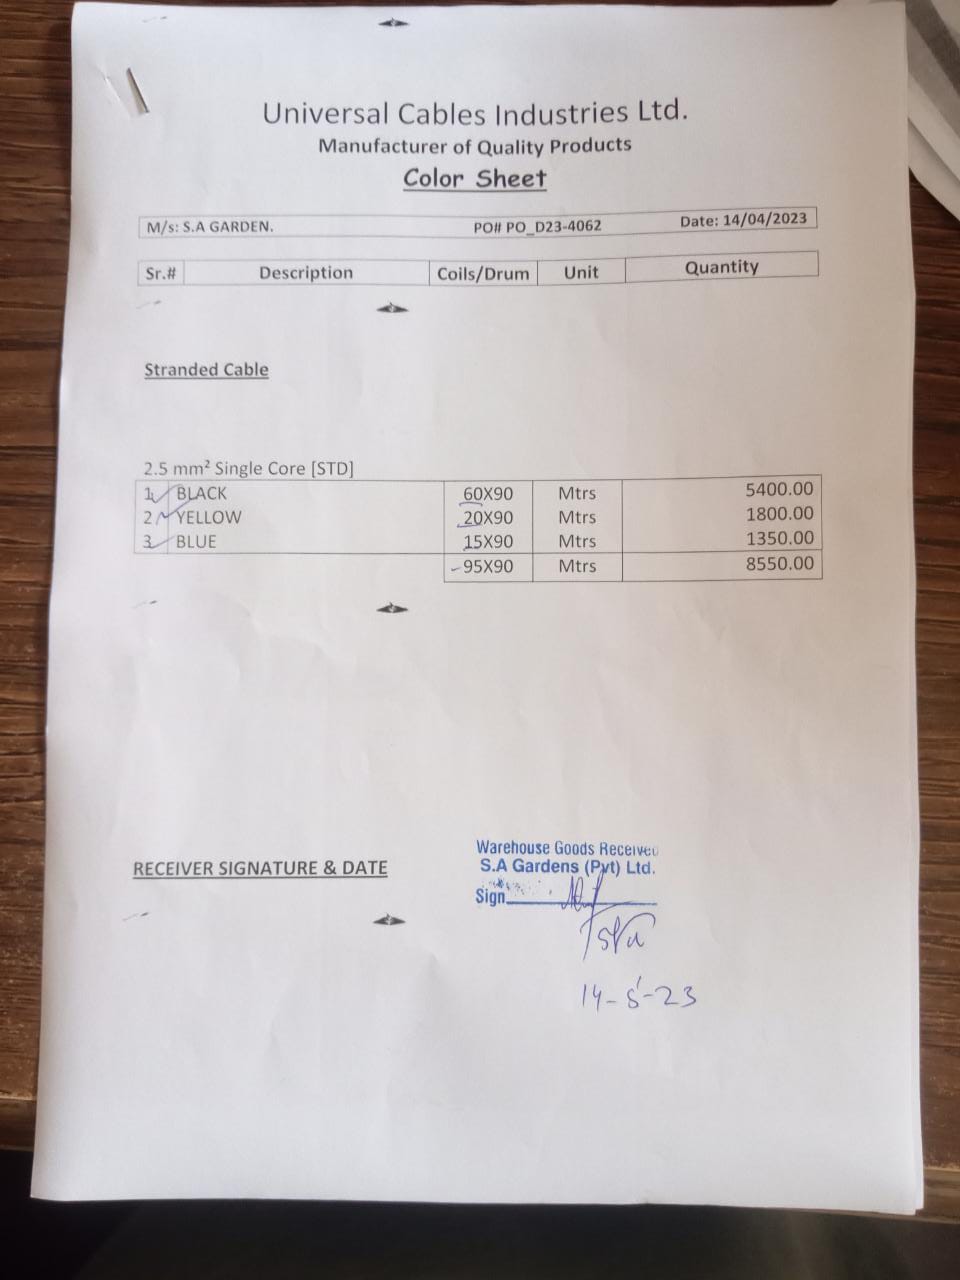 Universal Cables Industries Ltd.
Manufacturer of Quality Products
Color Sheet
M/s: S.A GARDEN. PO# PO_D23-4062 Date: 14/04/2023
Sr.# Description Coils/Drum Unit Quantity
Stranded Cable
2.5 mm² Single Core [STD]
1 BLACK 60X90 Mtrs 5400.00
2 YELLOW 20X90 Mtrs 1800.00
3 BLUE 15X90 Mtrs 1350.00
95X90 Mtrs 8550.00
Warehouse Goods Received
RECEIVER SIGNATURE & DATE S.A Gardens (Pvt) Ltd.
Sign
14-5-23